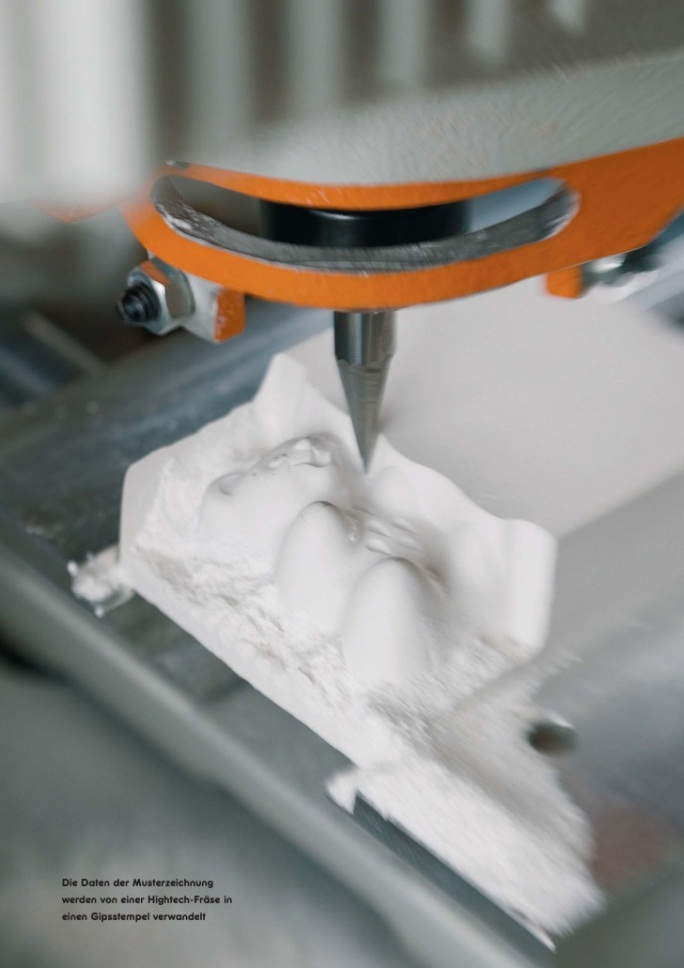 Die Daten der Musterzeichnung
werden von einer Hightech-Fräse in
einen Gipsstempel verwandelt